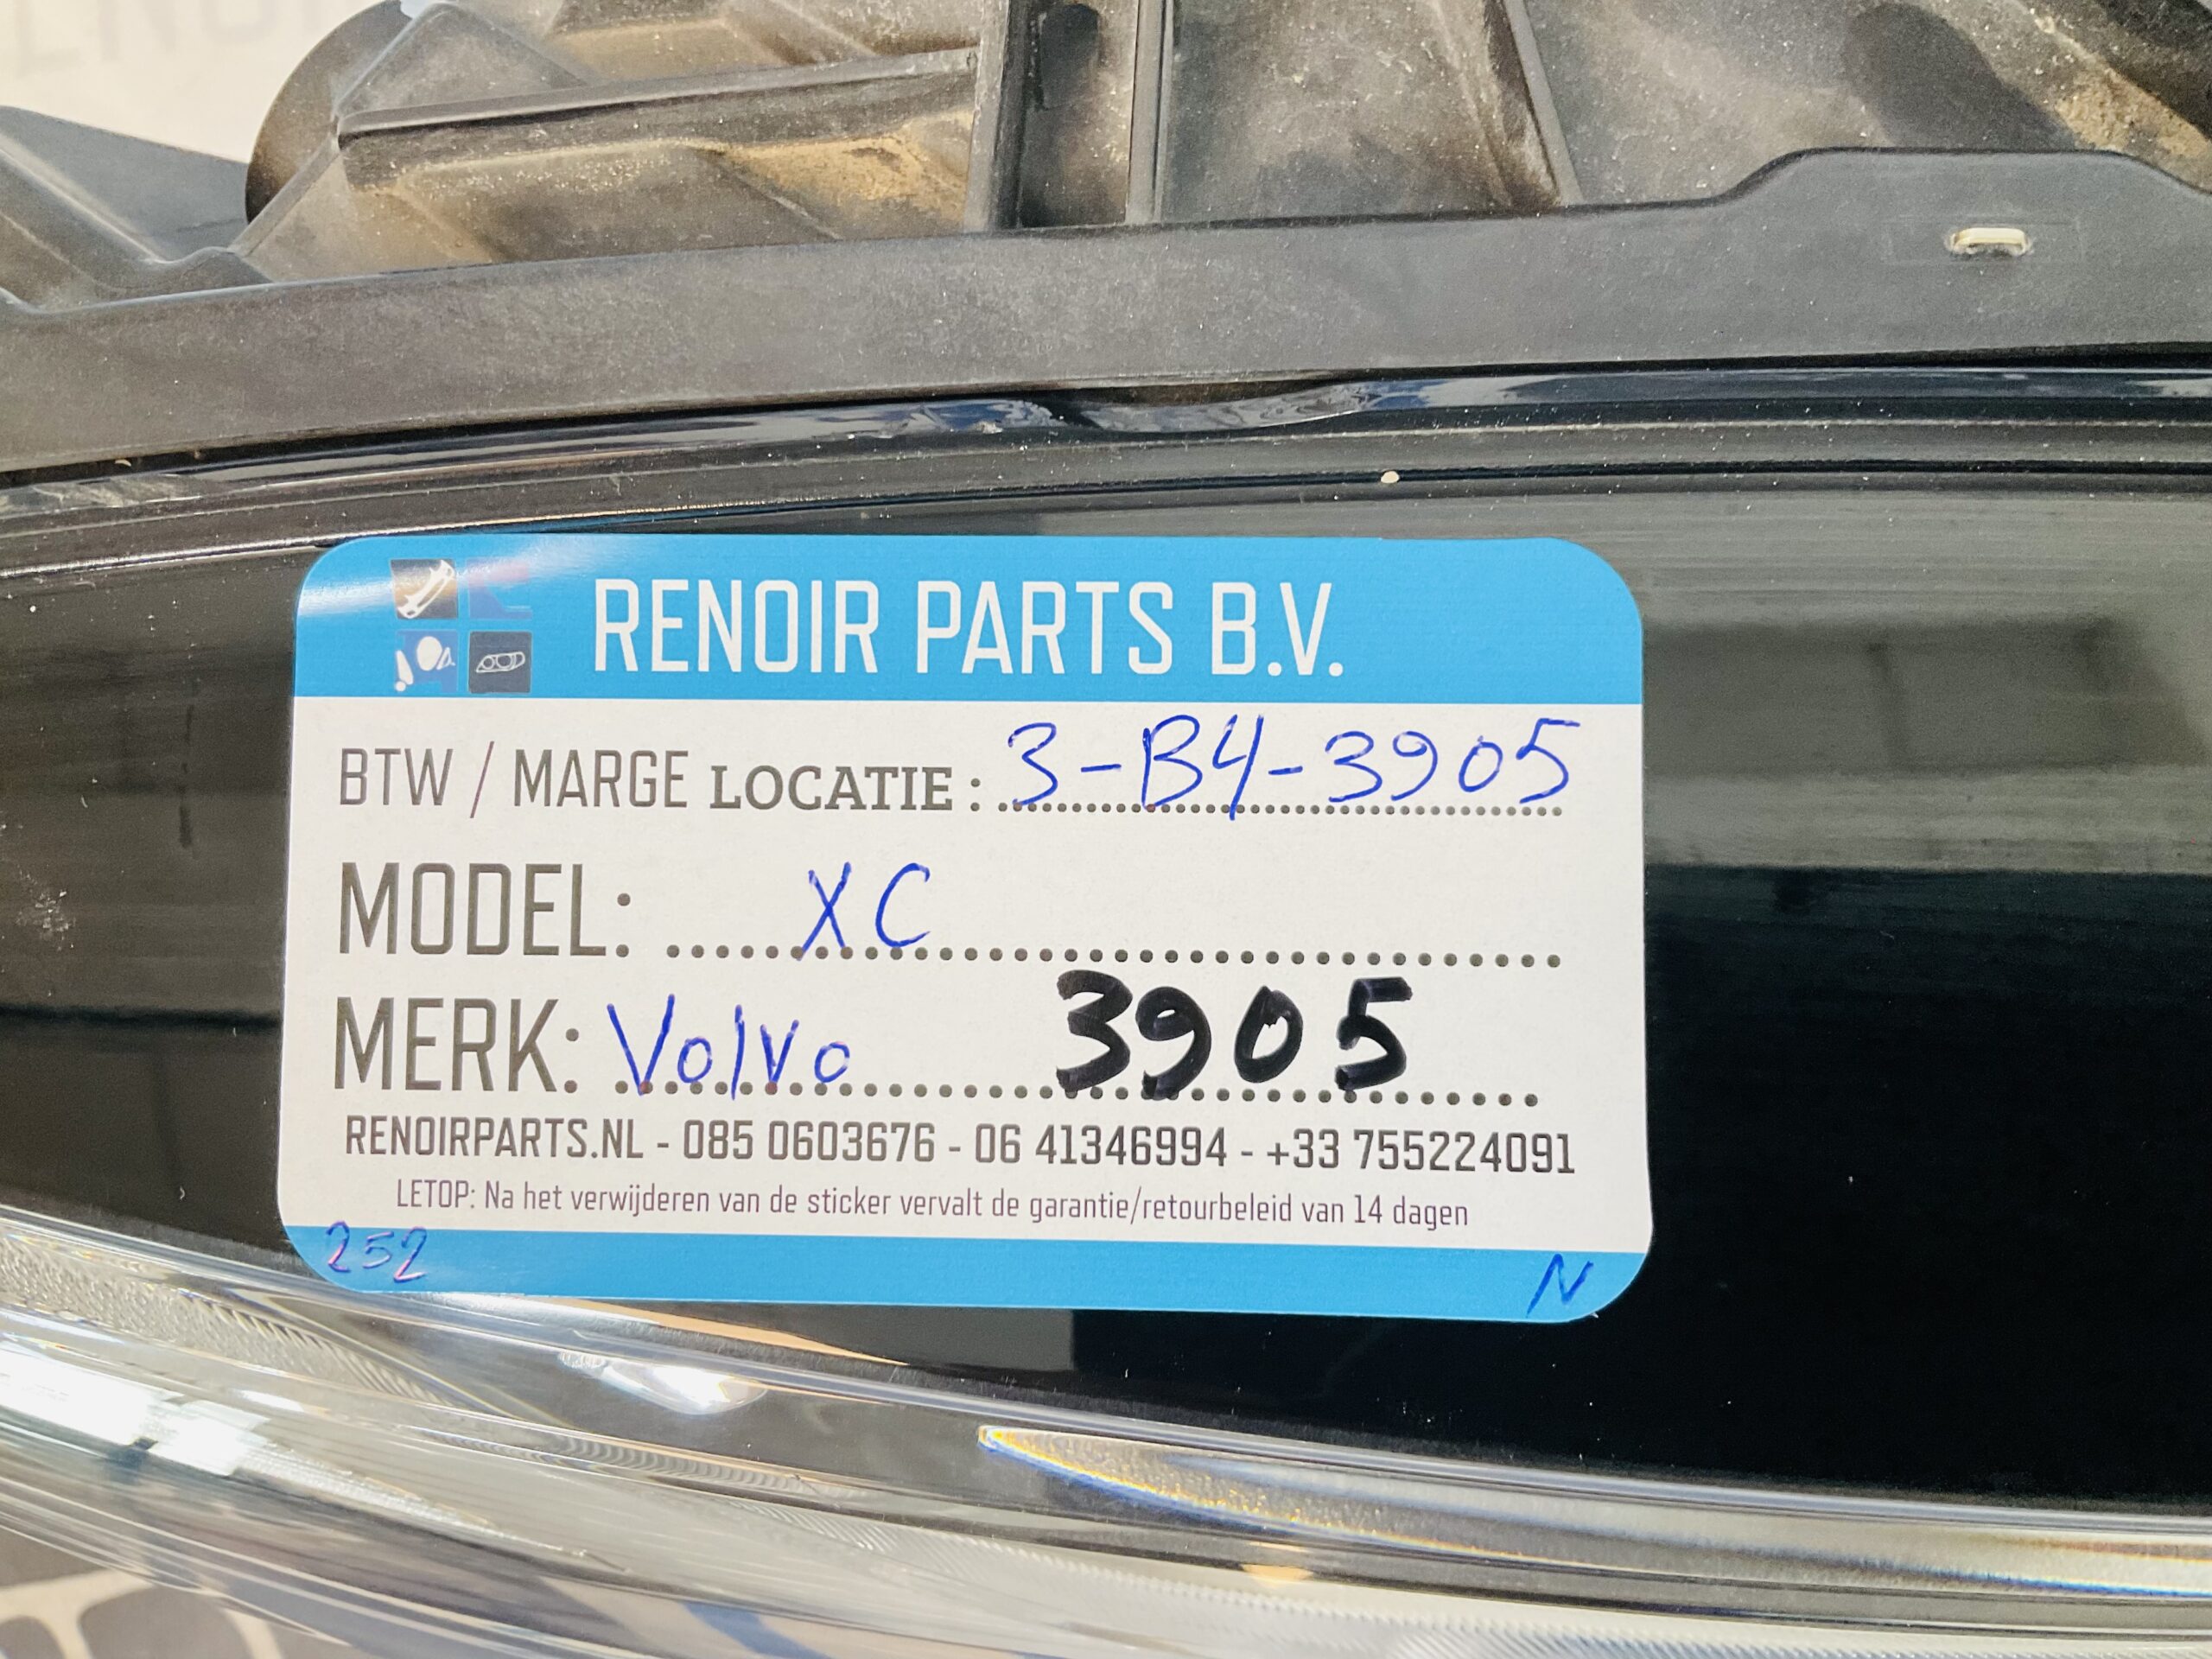 RENOIR PARTS B.V.
BTW / MARGE LOCATIE : 3-B4-3905
MODEL: XC
MERK: Volvo 3905
RENOIRPARTS.NL - 085 0603676 - 06 41346994 - +33 755224091
LETOP: Na het verwijderen van de sticker vervalt de garantie/retourbeleid van 14 dagen
252 N